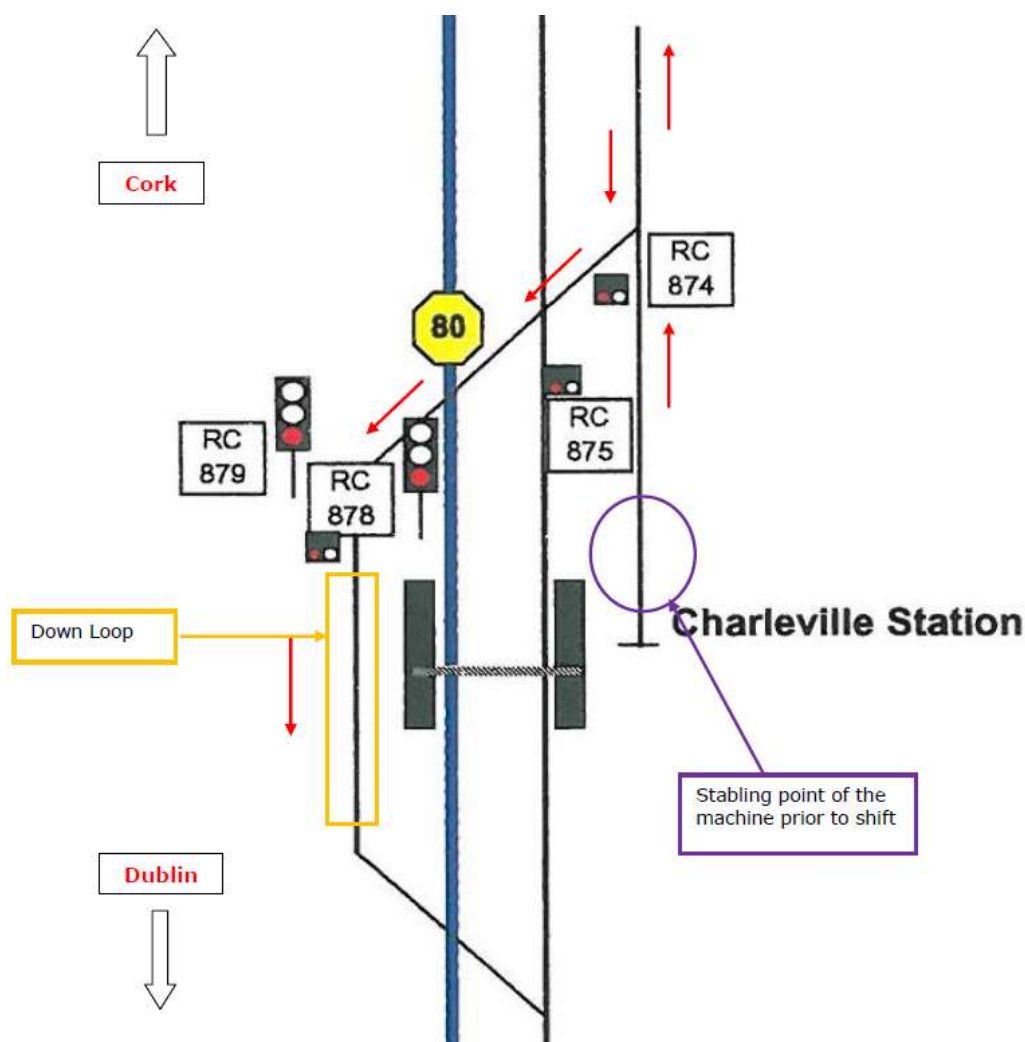 Cork
RC
874
80
RC
879
RC
875
RC
878
Down Loop
Charleville Station
Stabling point of the
machine prior to shift
Dublin